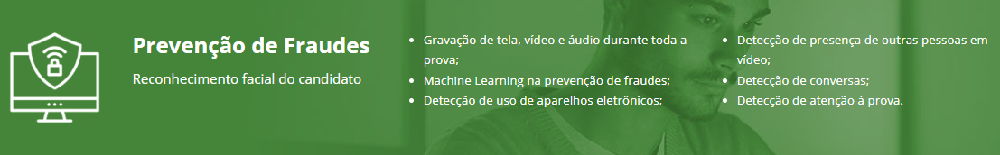 Prevenção de Fraudes
Reconhecimento facial do candidato
• Gravação de tela, vídeo e áudio durante toda a
prova;
• Machine Learning na prevenção de fraudes;
• Detecção de uso de aparelhos eletrônicos;
• Detecção de presença de outras pessoas em
vídeo;
• Detecção de conversas;
• Detecção de atenção à prova.